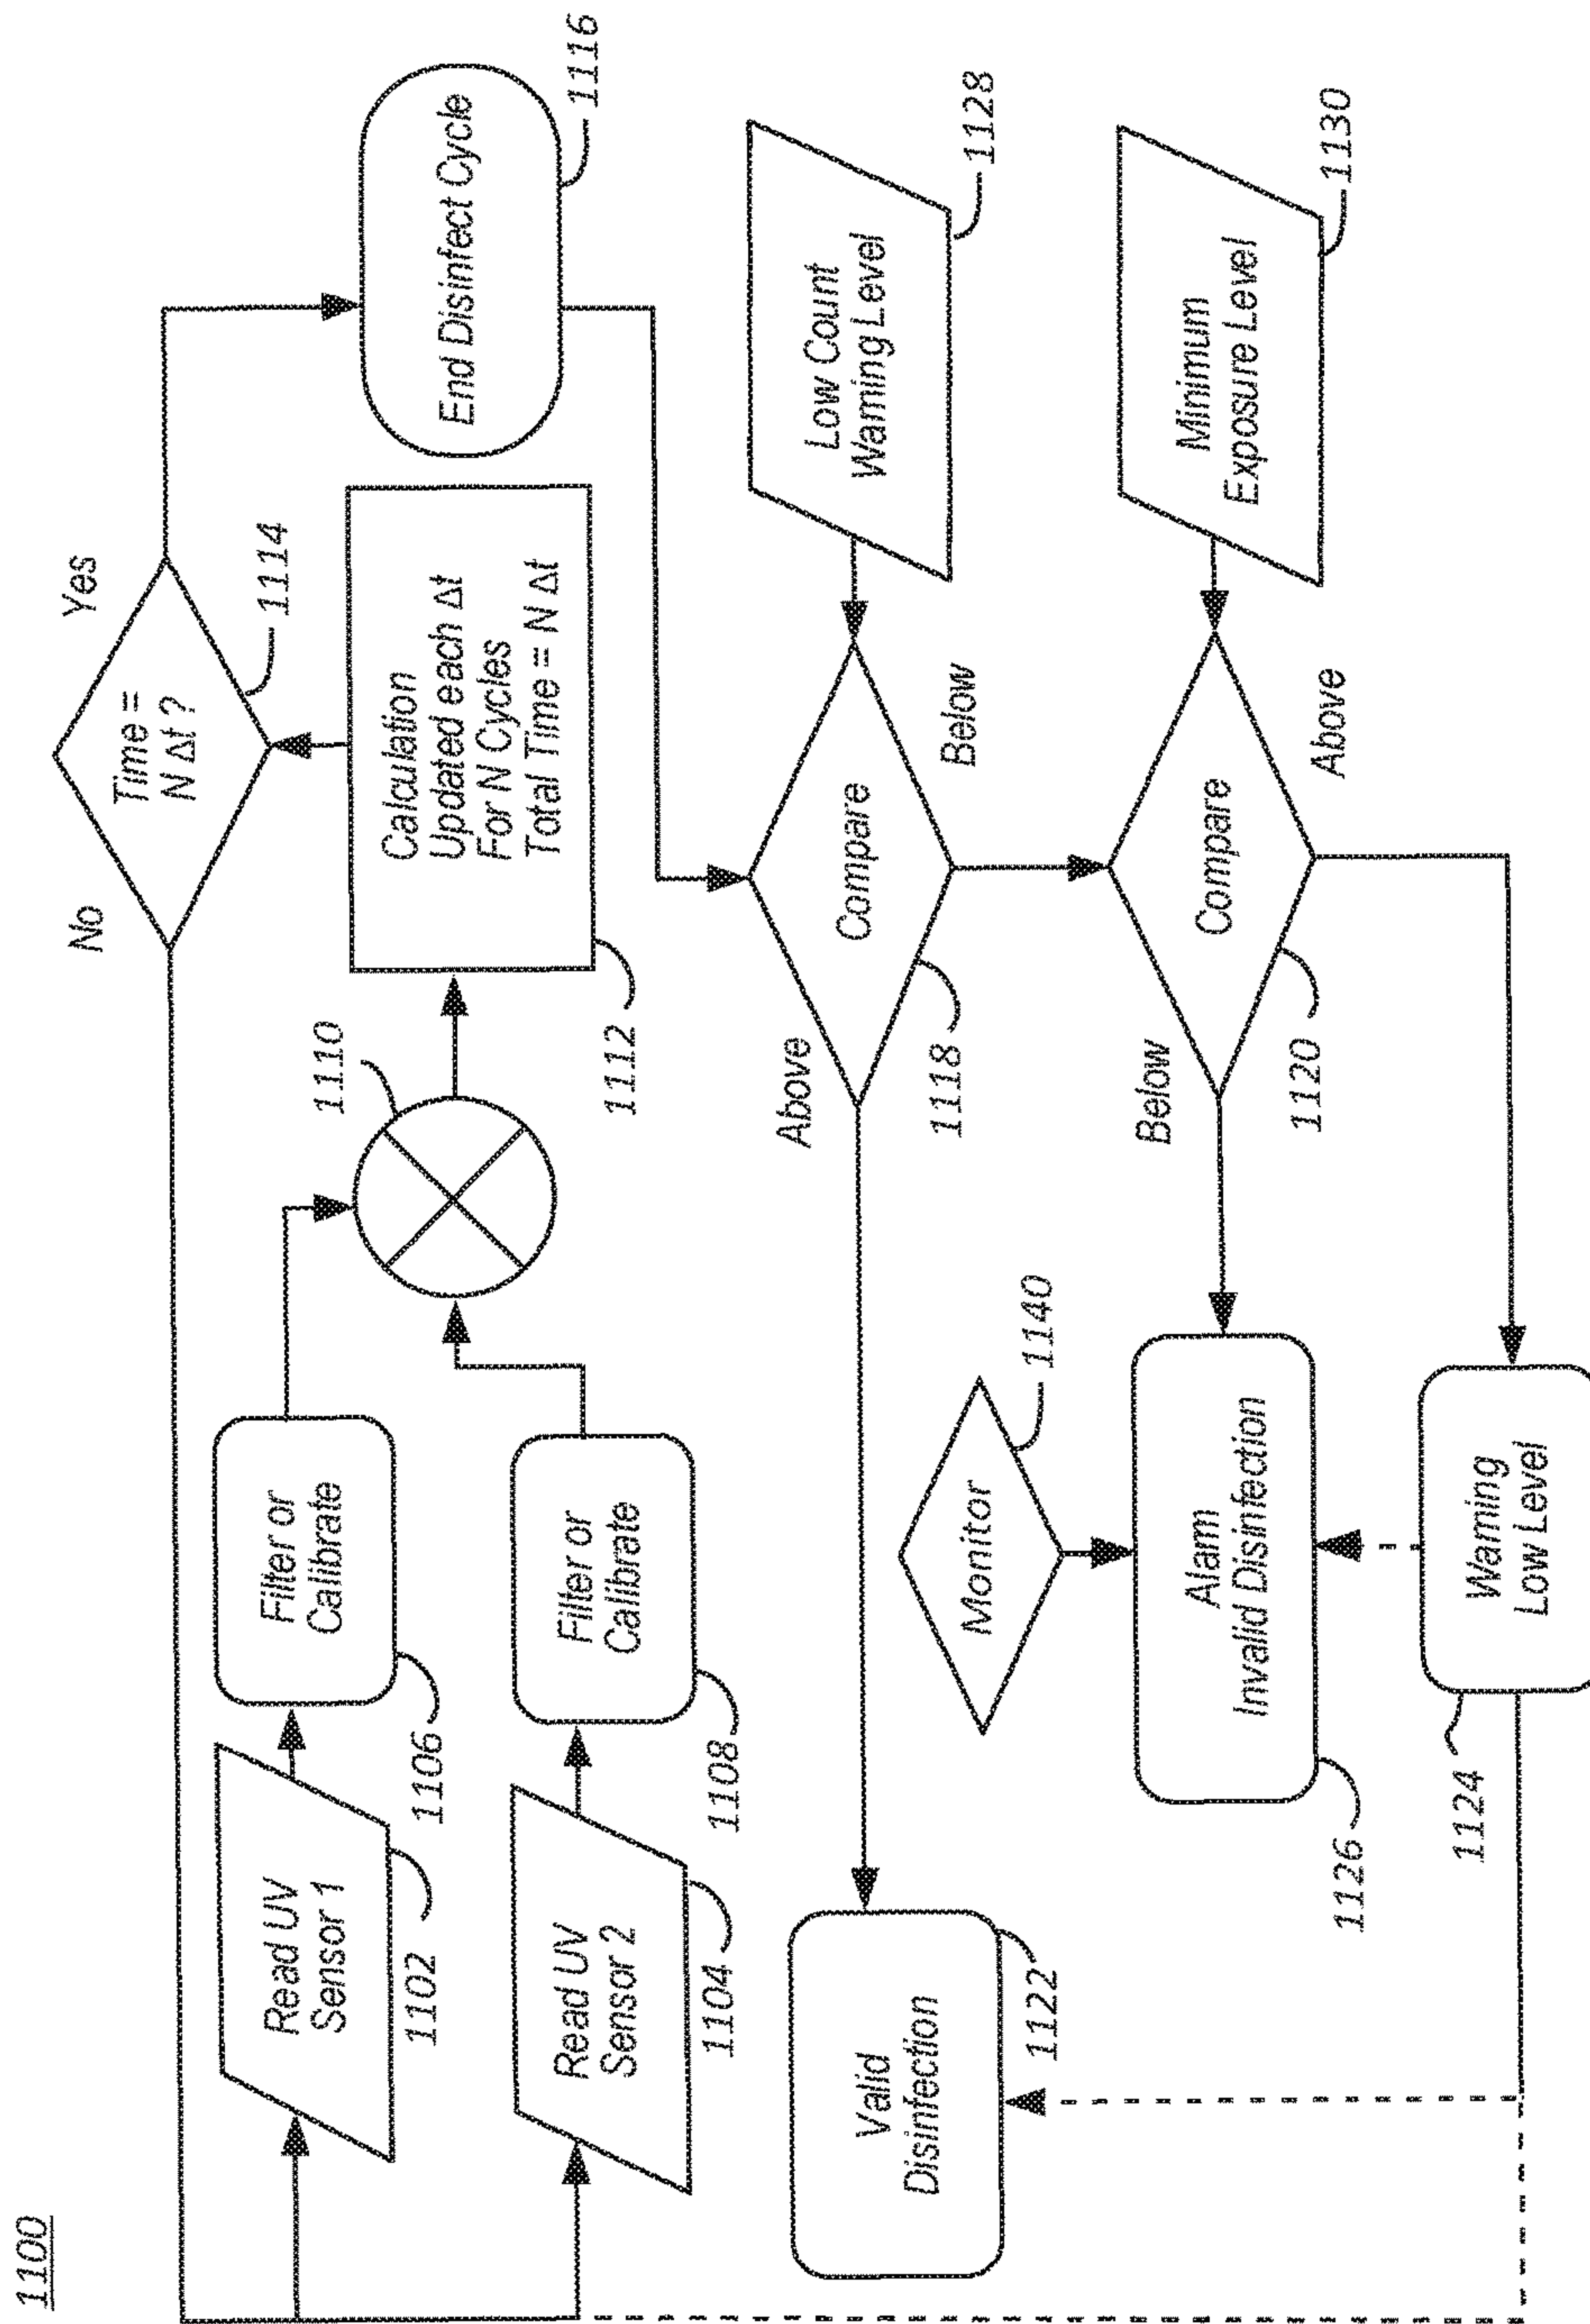 1100
No
Yes
Time =
N Δt ?
1114
Read UV
Sensor 1
1102
Filter or
Calibrate
1106
1110
Read UV
Sensor 2
1104
Filter or
Calibrate
1108
Calculation
Updated each Δt
For N Cycles
Total Time = N Δt
1112
End Disinfect Cycle
1116
Valid
Disinfection
1122
Above
Compare
1118
Below
Low Count
Warning Level
1128
Monitor
1140
Alarm
Invalid Disinfection
1126
Below
Compare
1120
Above
Minimum
Exposure Level
1130
Warning
Low Level
1124